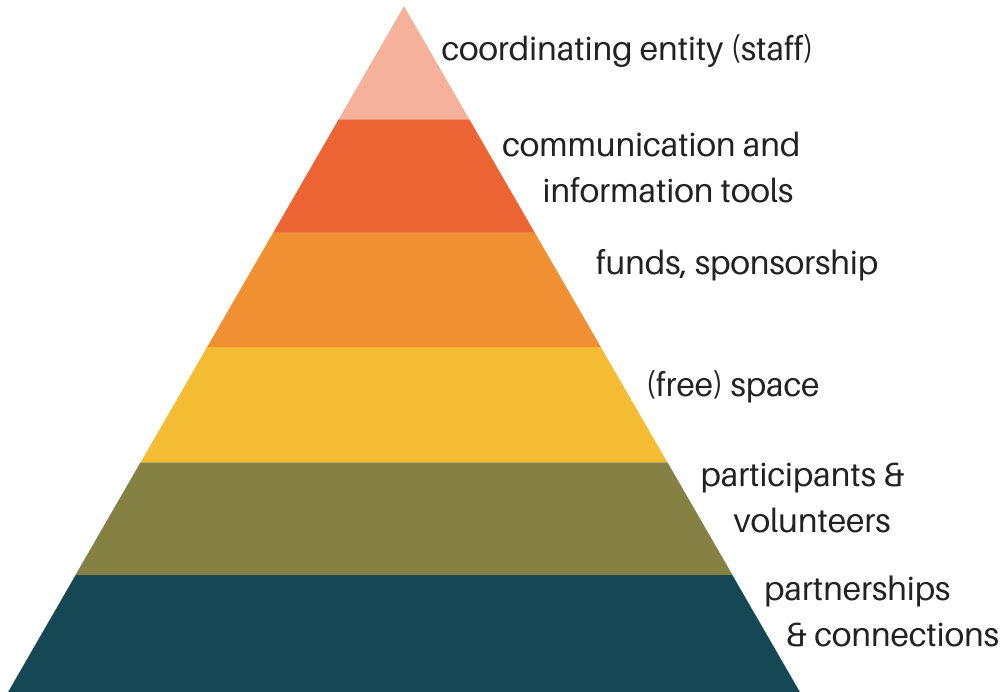 coordinating entity (staff)
communication and
information tools
funds, sponsorship
(free) space
participants &
volunteers
partnerships
& connections